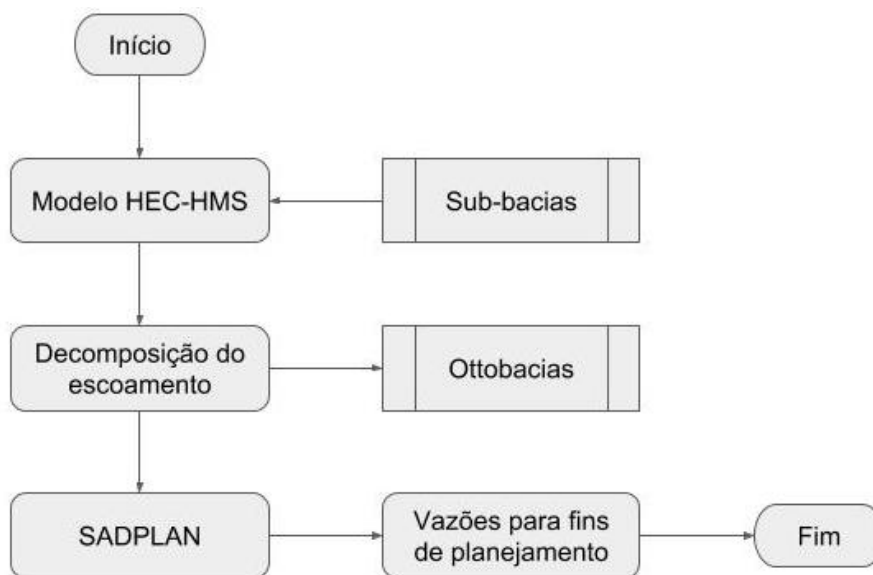 Início
Modelo HEC-HMS
Sub-bacias
Decomposição do
escoamento
Ottobacias
SADPLAN
Vazões para fins
de planejamento
Fim